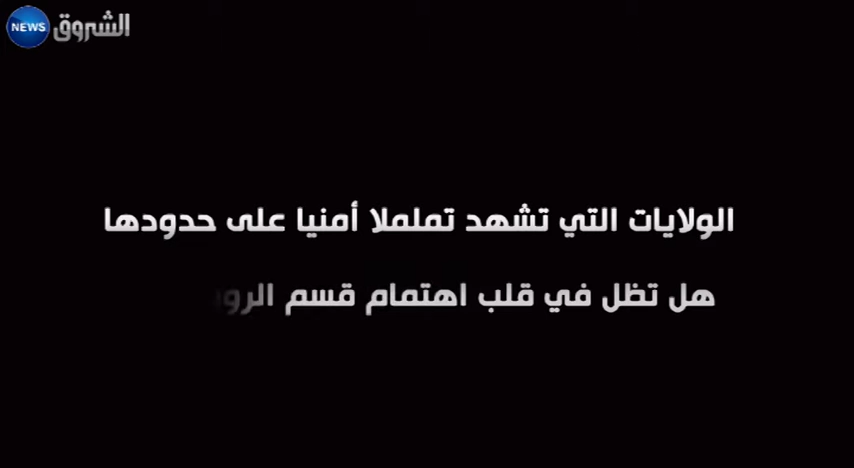 NEWS الشروق
الولايات التي تشهد تململا أمنيا على حدودها
هل تظل في قلب اهتمام قسم